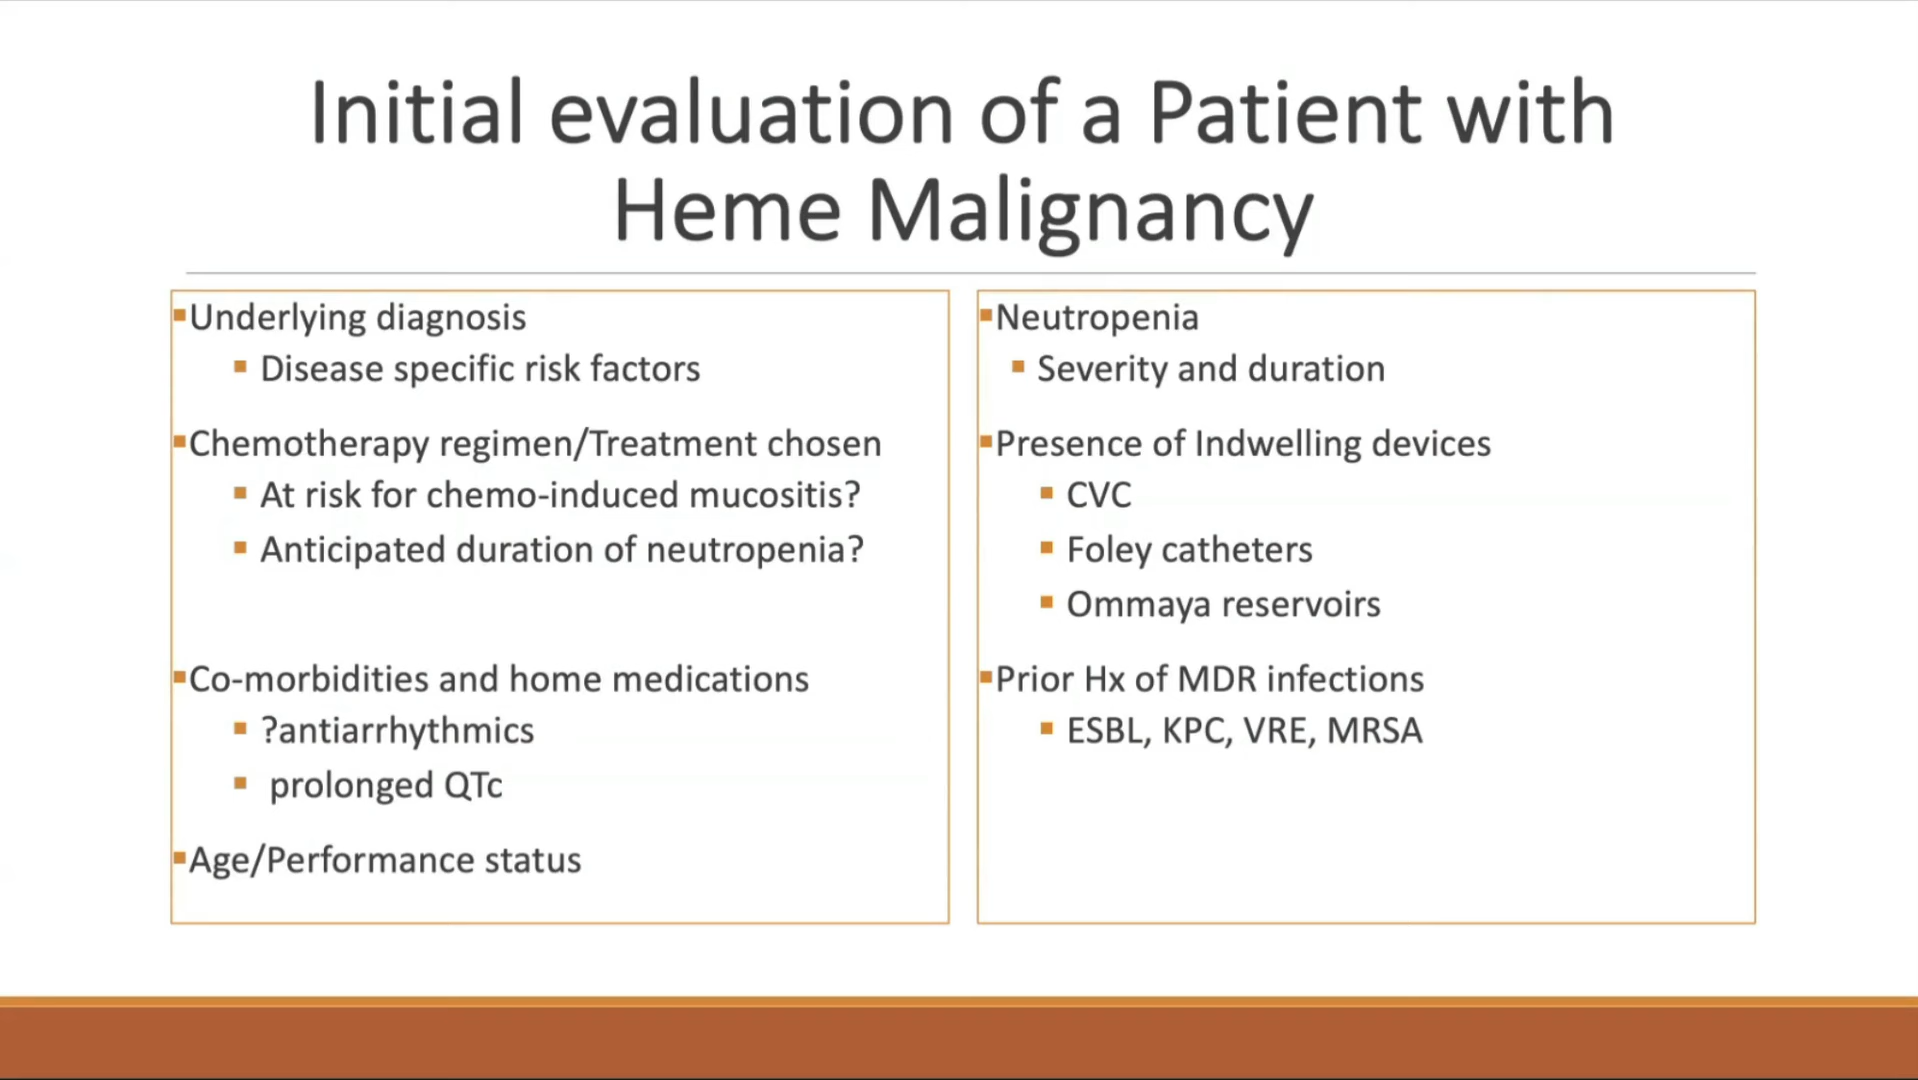 Initial evaluation of a Patient with
Heme Malignancy
Underlying diagnosis
Disease specific risk factors
Chemotherapy regimen/Treatment chosen
At risk for chemo-induced mucositis?
Anticipated duration of neutropenia?
Co-morbidities and home medications
?antiarrhythmics
prolonged QTc
Age/Performance status
Neutropenia
Severity and duration
Presence of Indwelling devices
CVC
Foley catheters
Ommaya reservoirs
Prior Hx of MDR infections
ESBL, KPC, VRE, MRSA